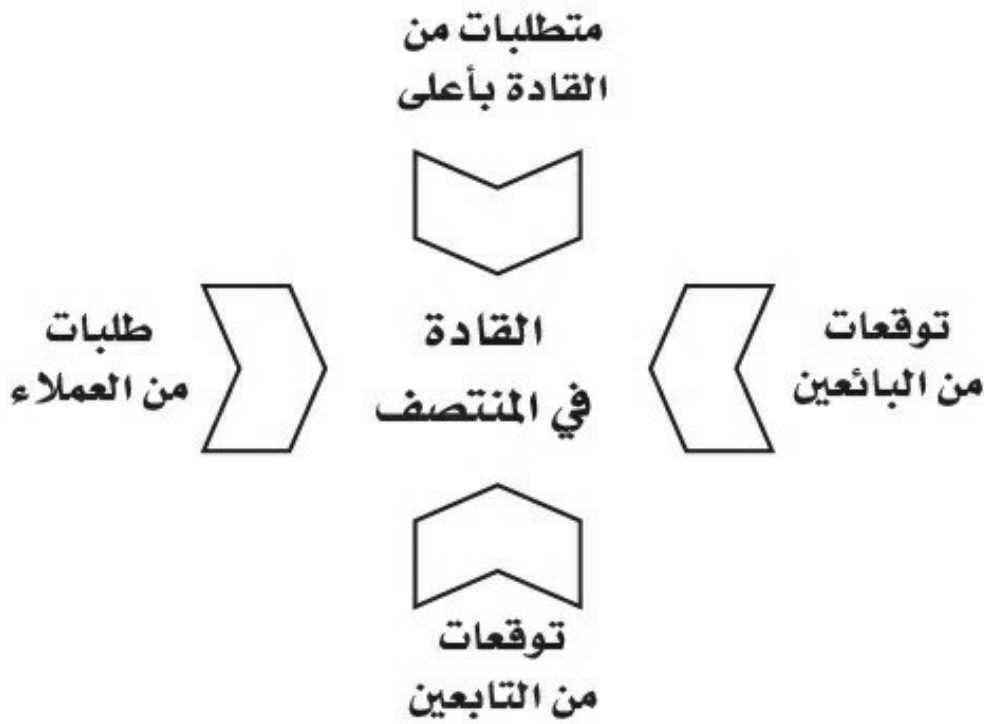 متطلبات من
القادة بأعلى
القادة
في المنتصف
توقعات
من البائعين
طلبات
من العملاء
توقعات
من التابعين